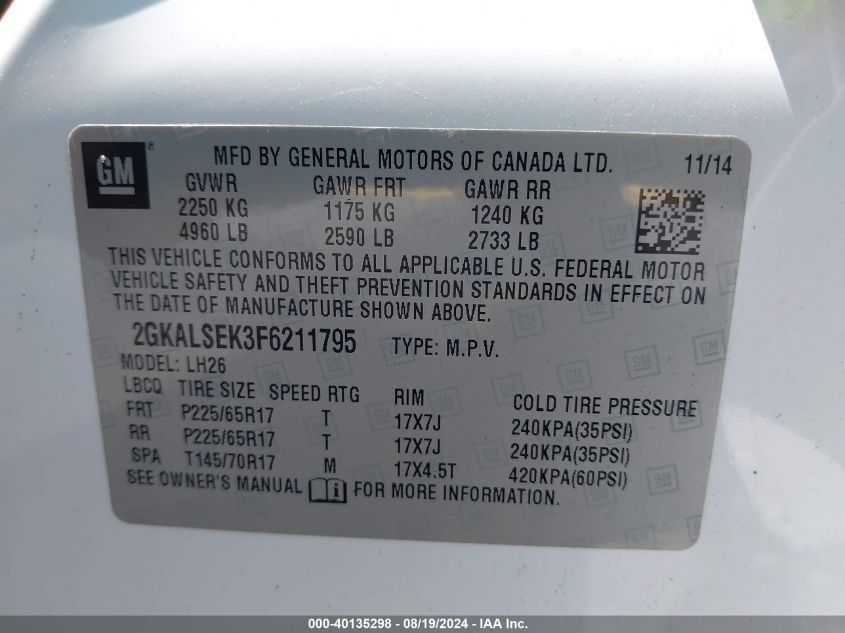 GM ® MFD BY GENERAL MOTORS OF CANADA LTD. 11/14
GVWR GAWR FRT GAWR RR
2250 KG 1175 KG 1240 KG
4960 LB 2590 LB 2733 LB
THIS VEHICLE CONFORMS TO ALL APPLICABLE U.S. FEDERAL MOTOR
VEHICLE SAFETY AND THEFT PREVENTION STANDARDS IN EFFECT ON
THE DATE OF MANUFACTURE SHOWN ABOVE.
2GKALSEK3F6211795 TYPE: M.P.V.
MODEL: LH26
LBCQ TIRE SIZE SPEED RTG RIM COLD TIRE PRESSURE
FRT P225/65R17 T 17X7J 240KPA(35PSI)
RR P225/65R17 T 17X7J 240KPA(35PSI)
SPA T145/70R17 M 17X4.5T 420KPA(60PSI)
SEE OWNER'S MANUAL FOR MORE INFORMATION.
000-40135298 - 08/19/2024 - IAA Inc.